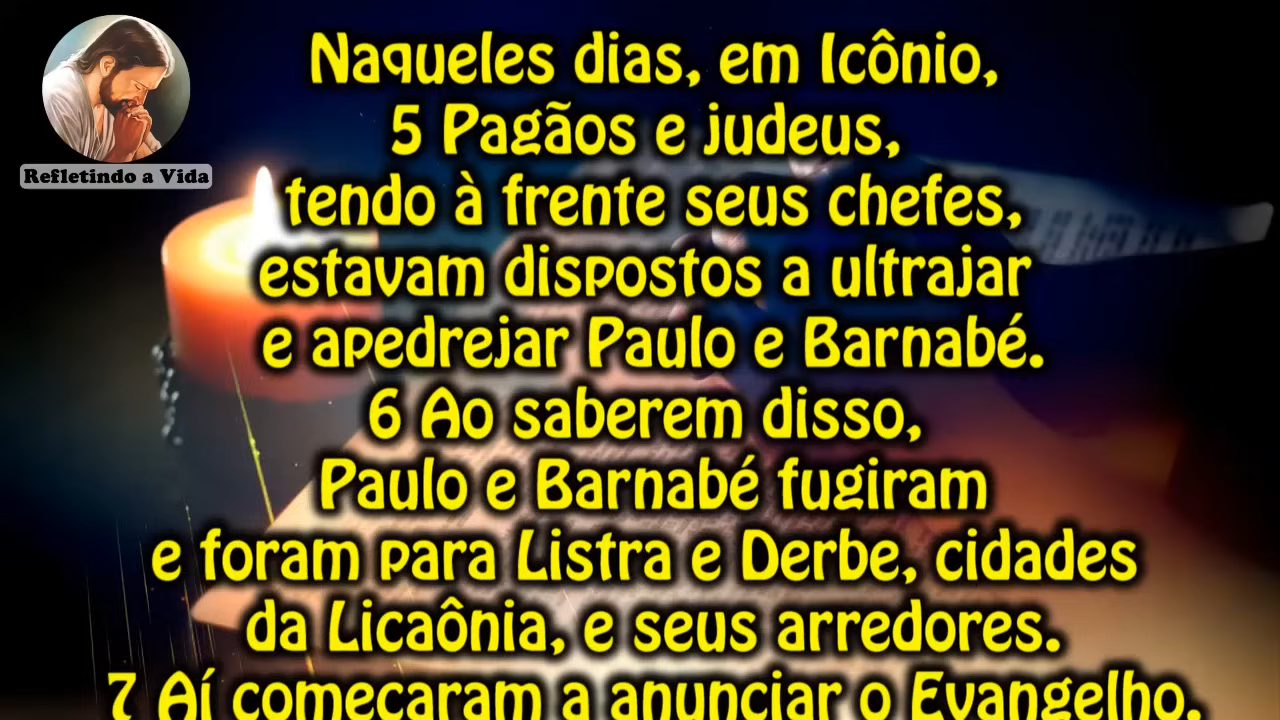 Refletindo a Vida
Naqueles dias, em Icônio,
5 Pagãos e judeus,
tendo à frente seus chefes,
estavam dispostos a ultrajar
e apedrejar Paulo e Barnabé.
6 Ao saberem disso,
Paulo e Barnabé fugiram
e foram para Listra e Derbe, cidades
da Licaônia, e seus arredores.
7 Aí começaram a anunciar o Evangelho.